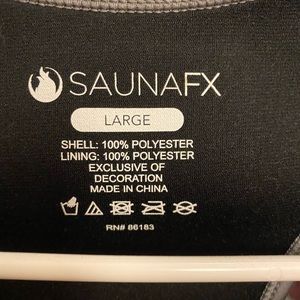 SAUNAFX
LARGE
SHELL: 100% POLYESTER
LINING: 100% POLYESTER
EXCLUSIVE OF
DECORATION
MADE IN CHINA
RN# 86183